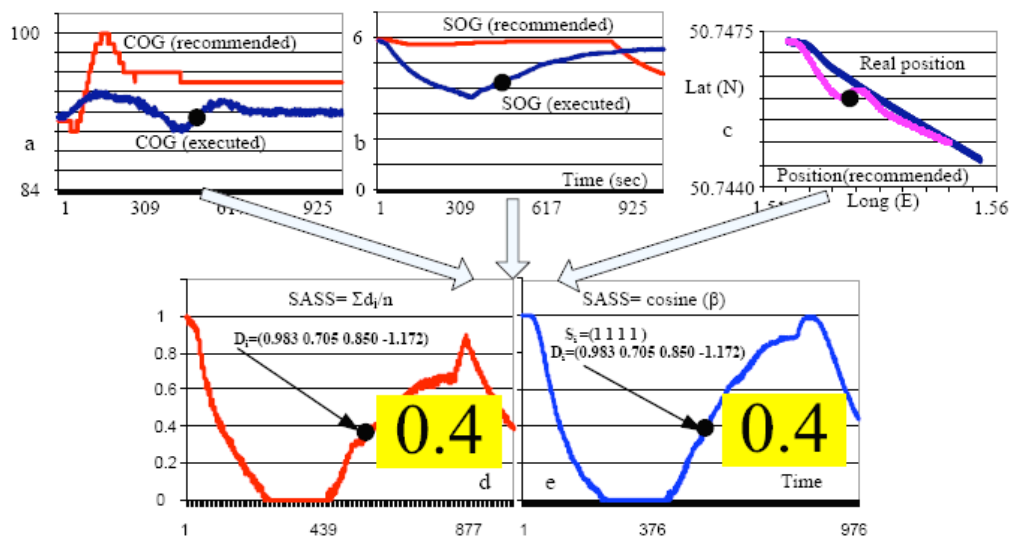 100
COG (recommended)
COG (executed)
a
84
1 309 617 925
6
SOG (recommended)
SOG (executed)
b
0
Time (sec)
1 309 617 925
50.7475
Real position
Lat (N)
c
Position(recommended)
50.7440
1.51 1.56
Long (E)
SASS= Σdᵢ/n
1
Dᵢ=(0.983 0.705 0.850 -1.172)
0.8
0.6
0.4
0.4
0.2
0
d
1 439 877
SASS= cosine (β)
Sᵢ=(1 1 1 1 )
Dᵢ=(0.983 0.705 0.850 -1.172)
0.4
e
Time
1 376 976